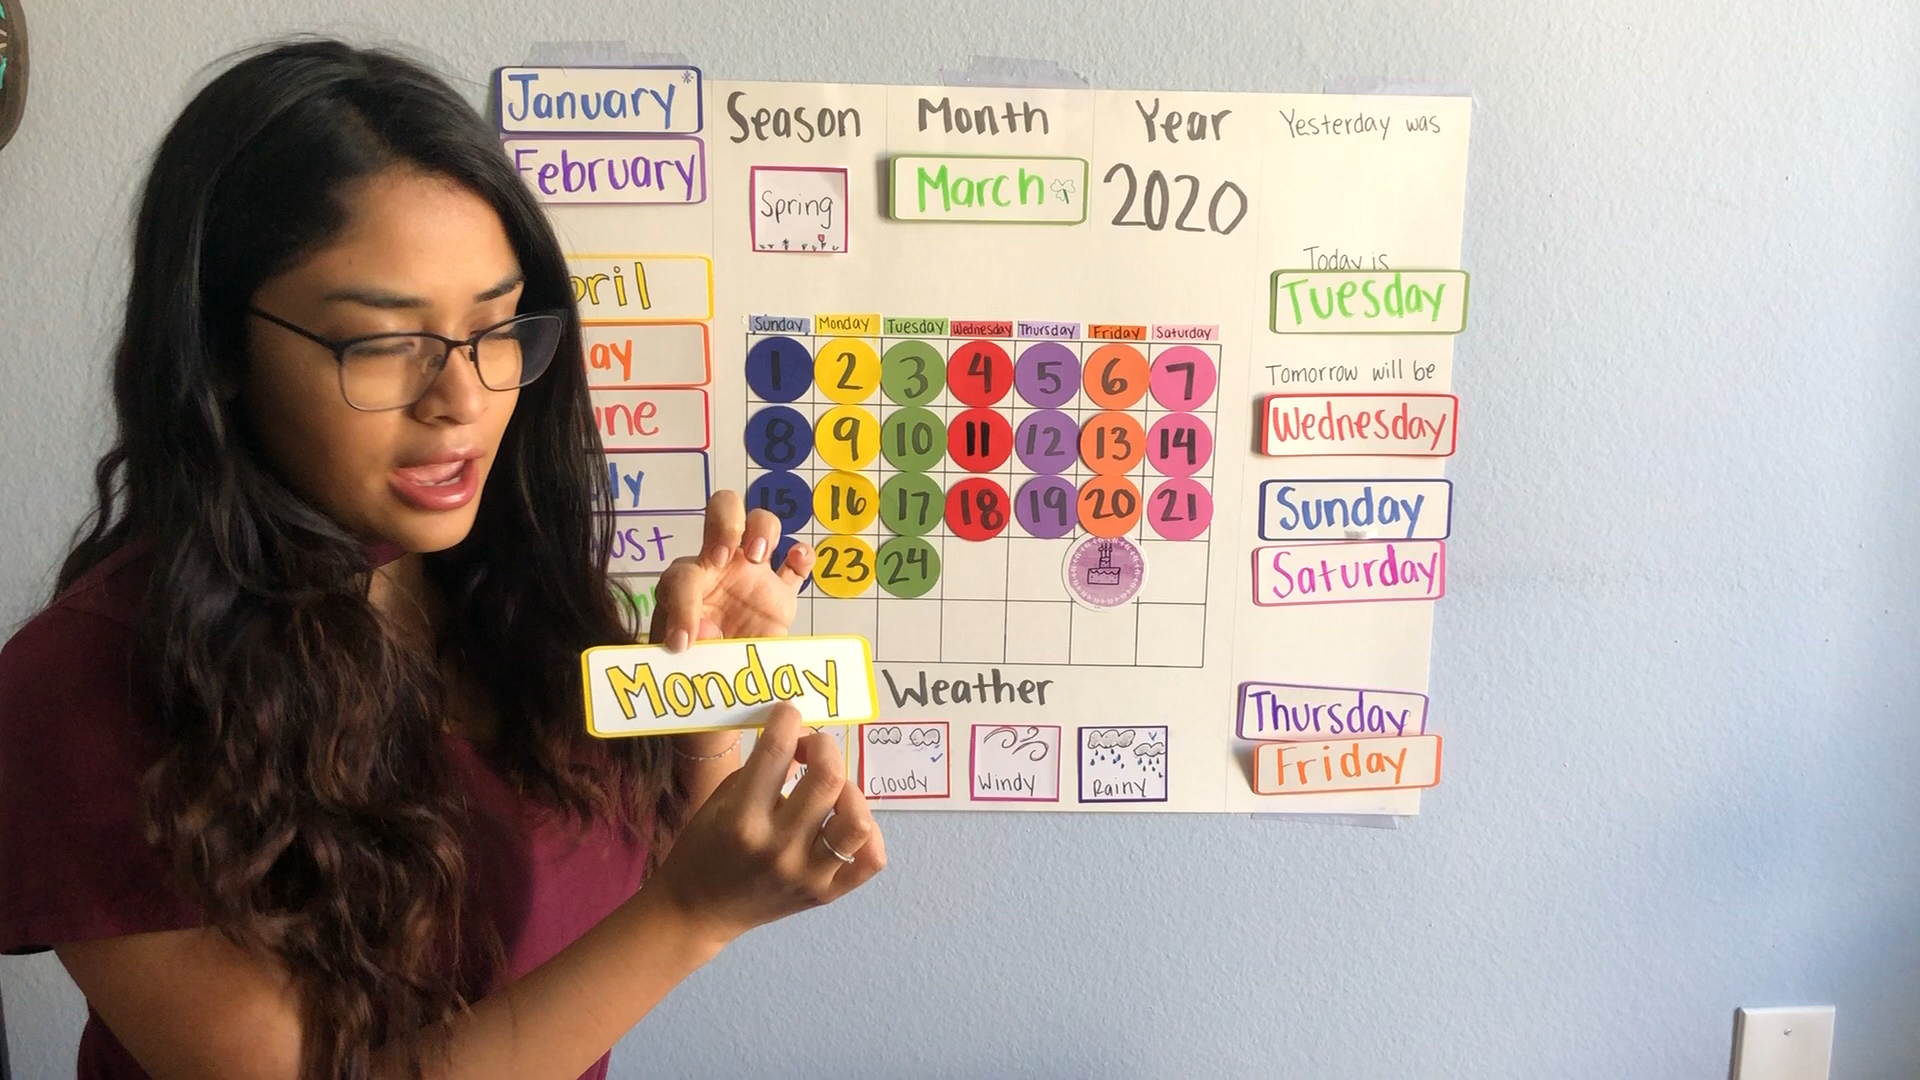 January
February
Season
Month
Year
Yesterday was
Spring
March
2020
Today is
Tuesday
Sunday Monday Tuesday Wednesday Thursday Friday Saturday
1 2 3 4 5 6 7
Tomorrow will be
Wednesday
8 9 10 11 12 13 14
15 16 17 18 19 20 21
Sunday
23 24
Saturday
Monday
Weather
Cloudy
Windy
Rainy
Thursday
Friday